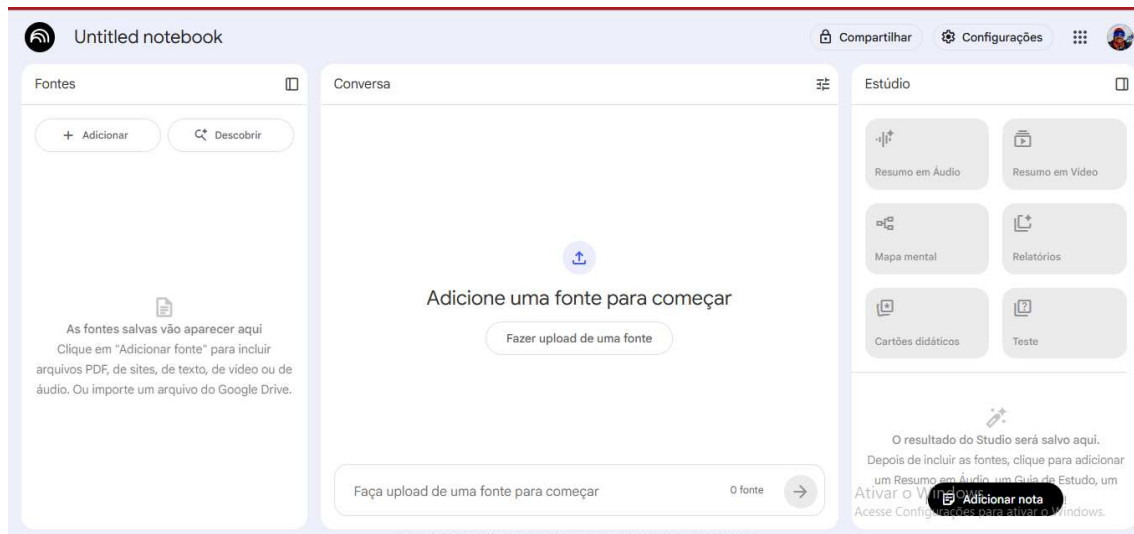 Untitled notebook
Compartilhar
Configurações
Fontes
+ Adicionar
Descobrir
As fontes salvas vão aparecer aqui
Clique em "Adicionar fonte" para incluir
arquivos PDF, de sites, de texto, de vídeo ou de
áudio. Ou importe um arquivo do Google Drive.
Conversa
Adicione uma fonte para começar
Fazer upload de uma fonte
Faça upload de uma fonte para começar
0 fonte
Estúdio
Resumo em Áudio
Resumo em Vídeo
Mapa mental
Relatórios
Cartões didáticos
Teste
O resultado do Studio será salvo aqui.
Depois de incluir as fontes, clique para adicionar
um Resumo em Áudio, um Guia de Estudo, um
Adicionar nota
Ativar o Windows
Acesse Configurações para ativar o Windows.